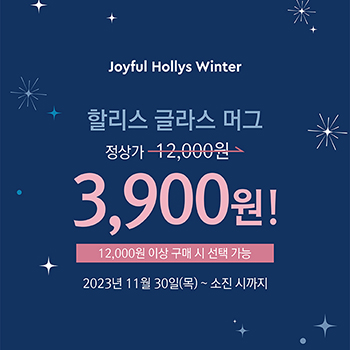 Joyful Hollys Winter
할리스 글라스 머그
정상가 12,000원
3,900원!
12,000원 이상 구매 시 선택 가능
2023년 11월 30일(목) ~ 소진 시까지